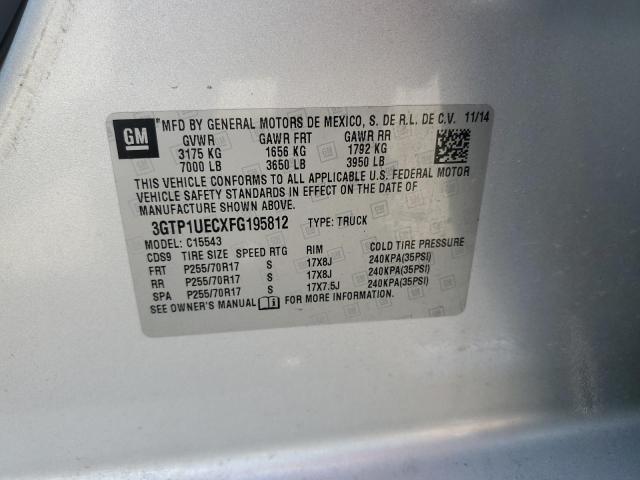 GM "MFD BY GENERAL MOTORS DE MEXICO, S. DE R.L. DE C.V. 11/14
GVWR GAWR FRT GAWR RR
3175 KG 1656 KG 1792 KG
7000 LB 3650 LB 3950 LB
THIS VEHICLE CONFORMS TO ALL APPLICABLE U.S. FEDERAL MOTOR
VEHICLE SAFETY STANDARDS IN EFFECT ON THE DATE OF
MANUFACTURE SHOWN ABOVE.
3GTP1UECXFG195812 TYPE: TRUCK
MODEL: C15543
CDS9 TIRE SIZE SPEED RTG RIM COLD TIRE PRESSURE
FRT P255/70R17 S 17X8J 240KPA(35PSI)
RR P255/70R17 S 17X8J 240KPA(35PSI)
SPA P255/70R17 S 17X7.5J 240KPA(35PSI)
SEE OWNER'S MANUAL FOR MORE INFORMATION.